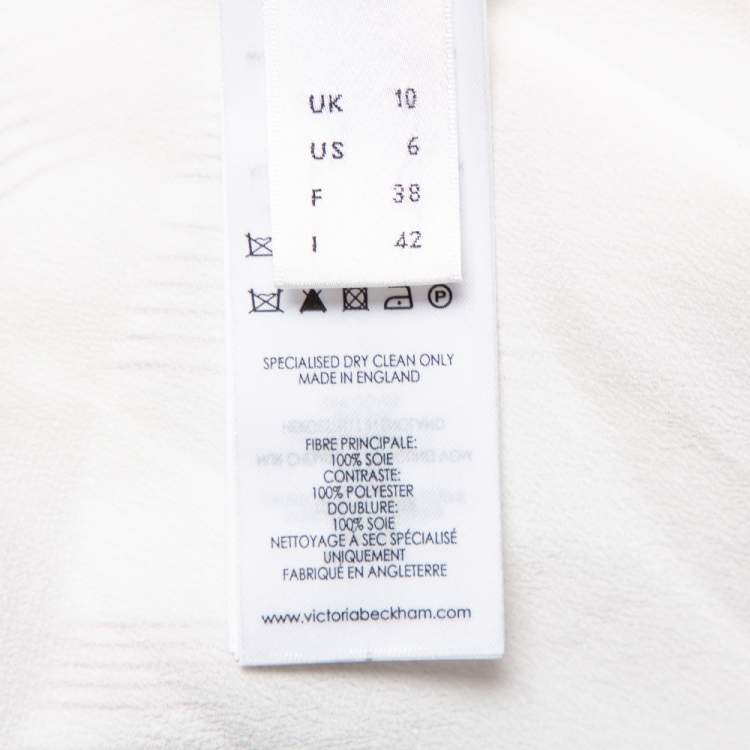 UK 10
US 6
F 38
I 42
P
SPECIALISED DRY CLEAN ONLY
MADE IN ENGLAND
FIBRE PRINCIPALE:
100% SOIE
CONTRASTE:
100% POLYESTER
DOUBLURE:
100% SOIE
NETTOYAGE À SEC SPÉCIALISÉ
UNIQUEMENT
FABRIQUÉ EN ANGLETERRE
www.victoriabeckham.com